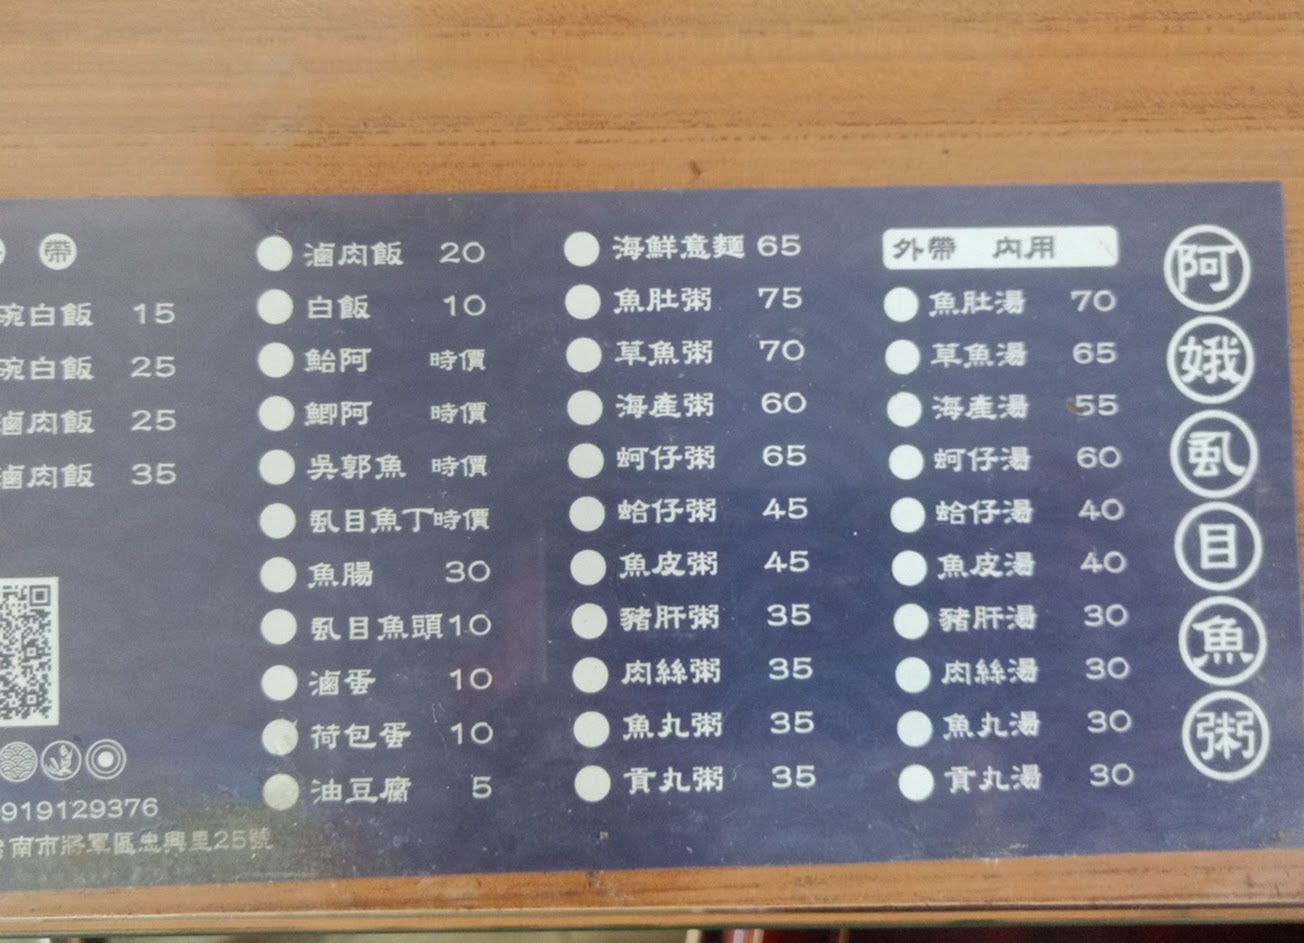 阿娥虱目魚粥
外帶 內用
魚肚湯 70
草魚湯 65
海產湯 55
蚵仔湯 60
蛤仔湯 40
魚皮湯 40
豬肝湯 30
肉絲湯 30
魚丸湯 30
貢丸湯 30
海鮮意麵 65
魚肚粥 75
草魚粥 70
海產粥 60
蚵仔粥 65
蛤仔粥 45
魚皮粥 45
豬肝粥 35
肉絲粥 35
魚丸粥 35
貢丸粥 35
滷肉飯 20
白飯 10
鮐阿 時價
鯽阿 時價
吳郭魚 時價
虱目魚丁 時價
魚腸 30
虱目魚頭 10
滷蛋 10
荷包蛋 10
油豆腐 5
帶
碗白飯 15
碗白飯 25
滷肉飯 25
滷肉飯 35
919129376
台南市將軍區忠興里25號